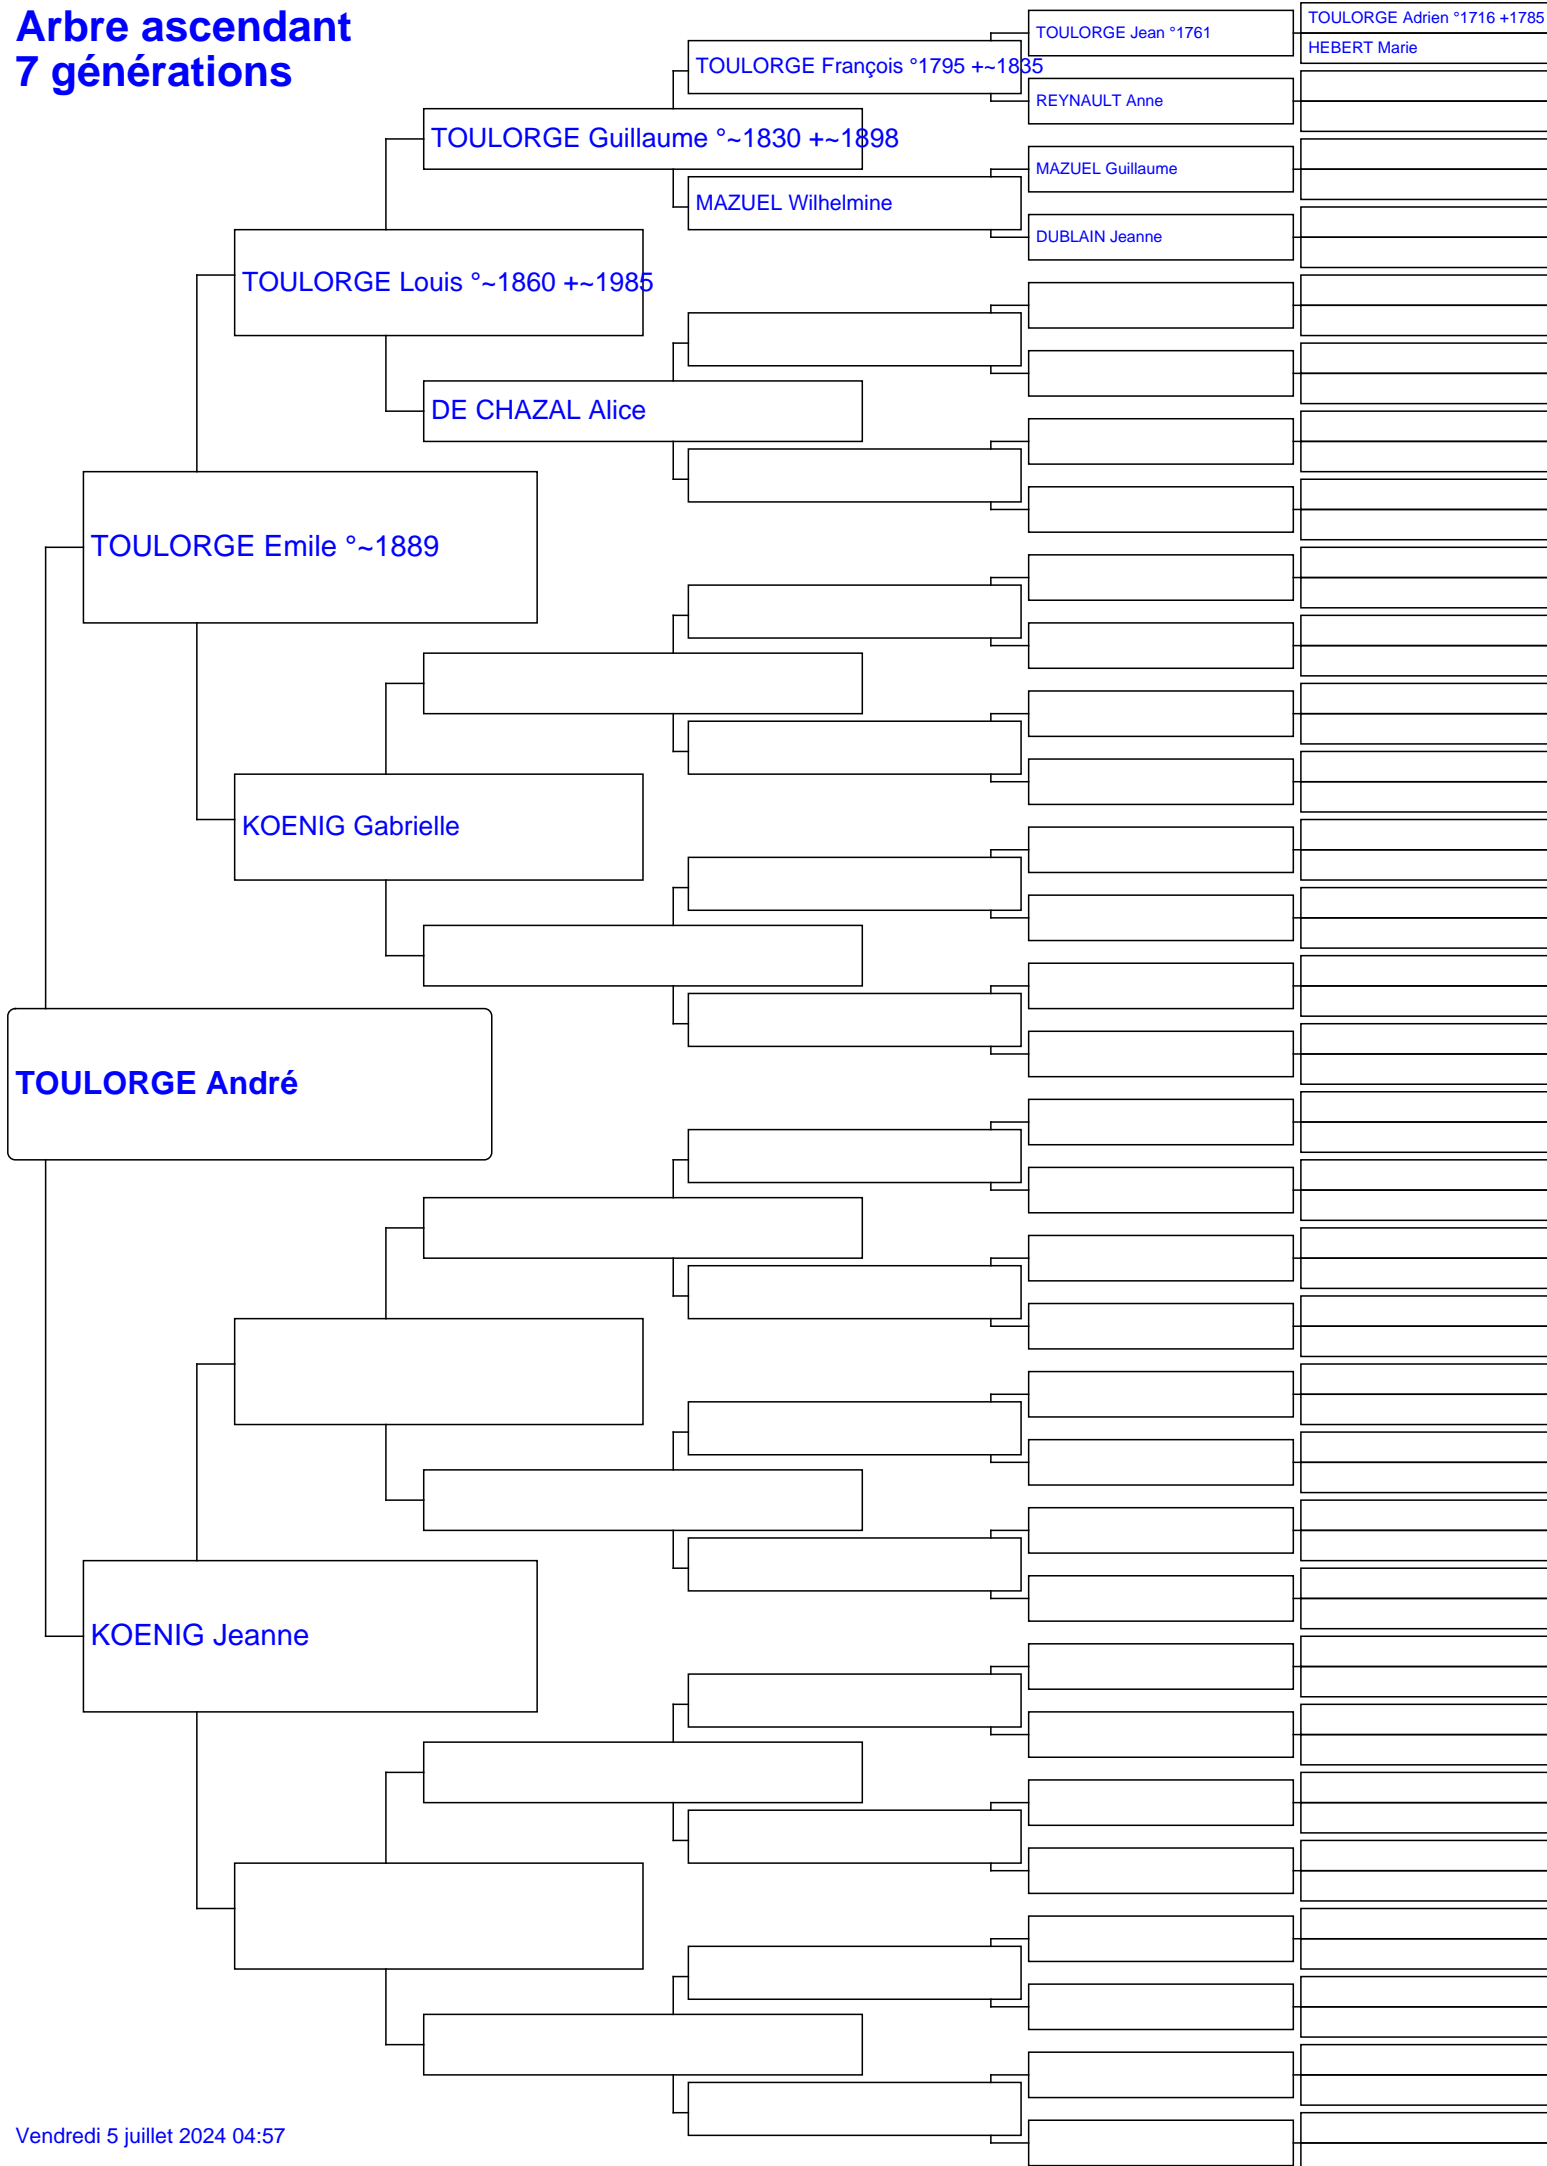 Arbre ascendant
7 générations
TOULORGE Adrien °1716 +1785
HEBERT Marie
TOULORGE Jean °1761
REYNAULT Anne
MAZUEL Guillaume
DUBLAIN Jeanne
TOULORGE François °1795 +~1835
MAZUEL Wilhelmine
TOULORGE Guillaume °~1830 +~1898
DE CHAZAL Alice
TOULORGE Louis °~1860 +~1985
KOENIG Gabrielle
TOULORGE Emile °~1889
KOENIG Jeanne
TOULORGE André
Vendredi 5 juillet 2024 04:57